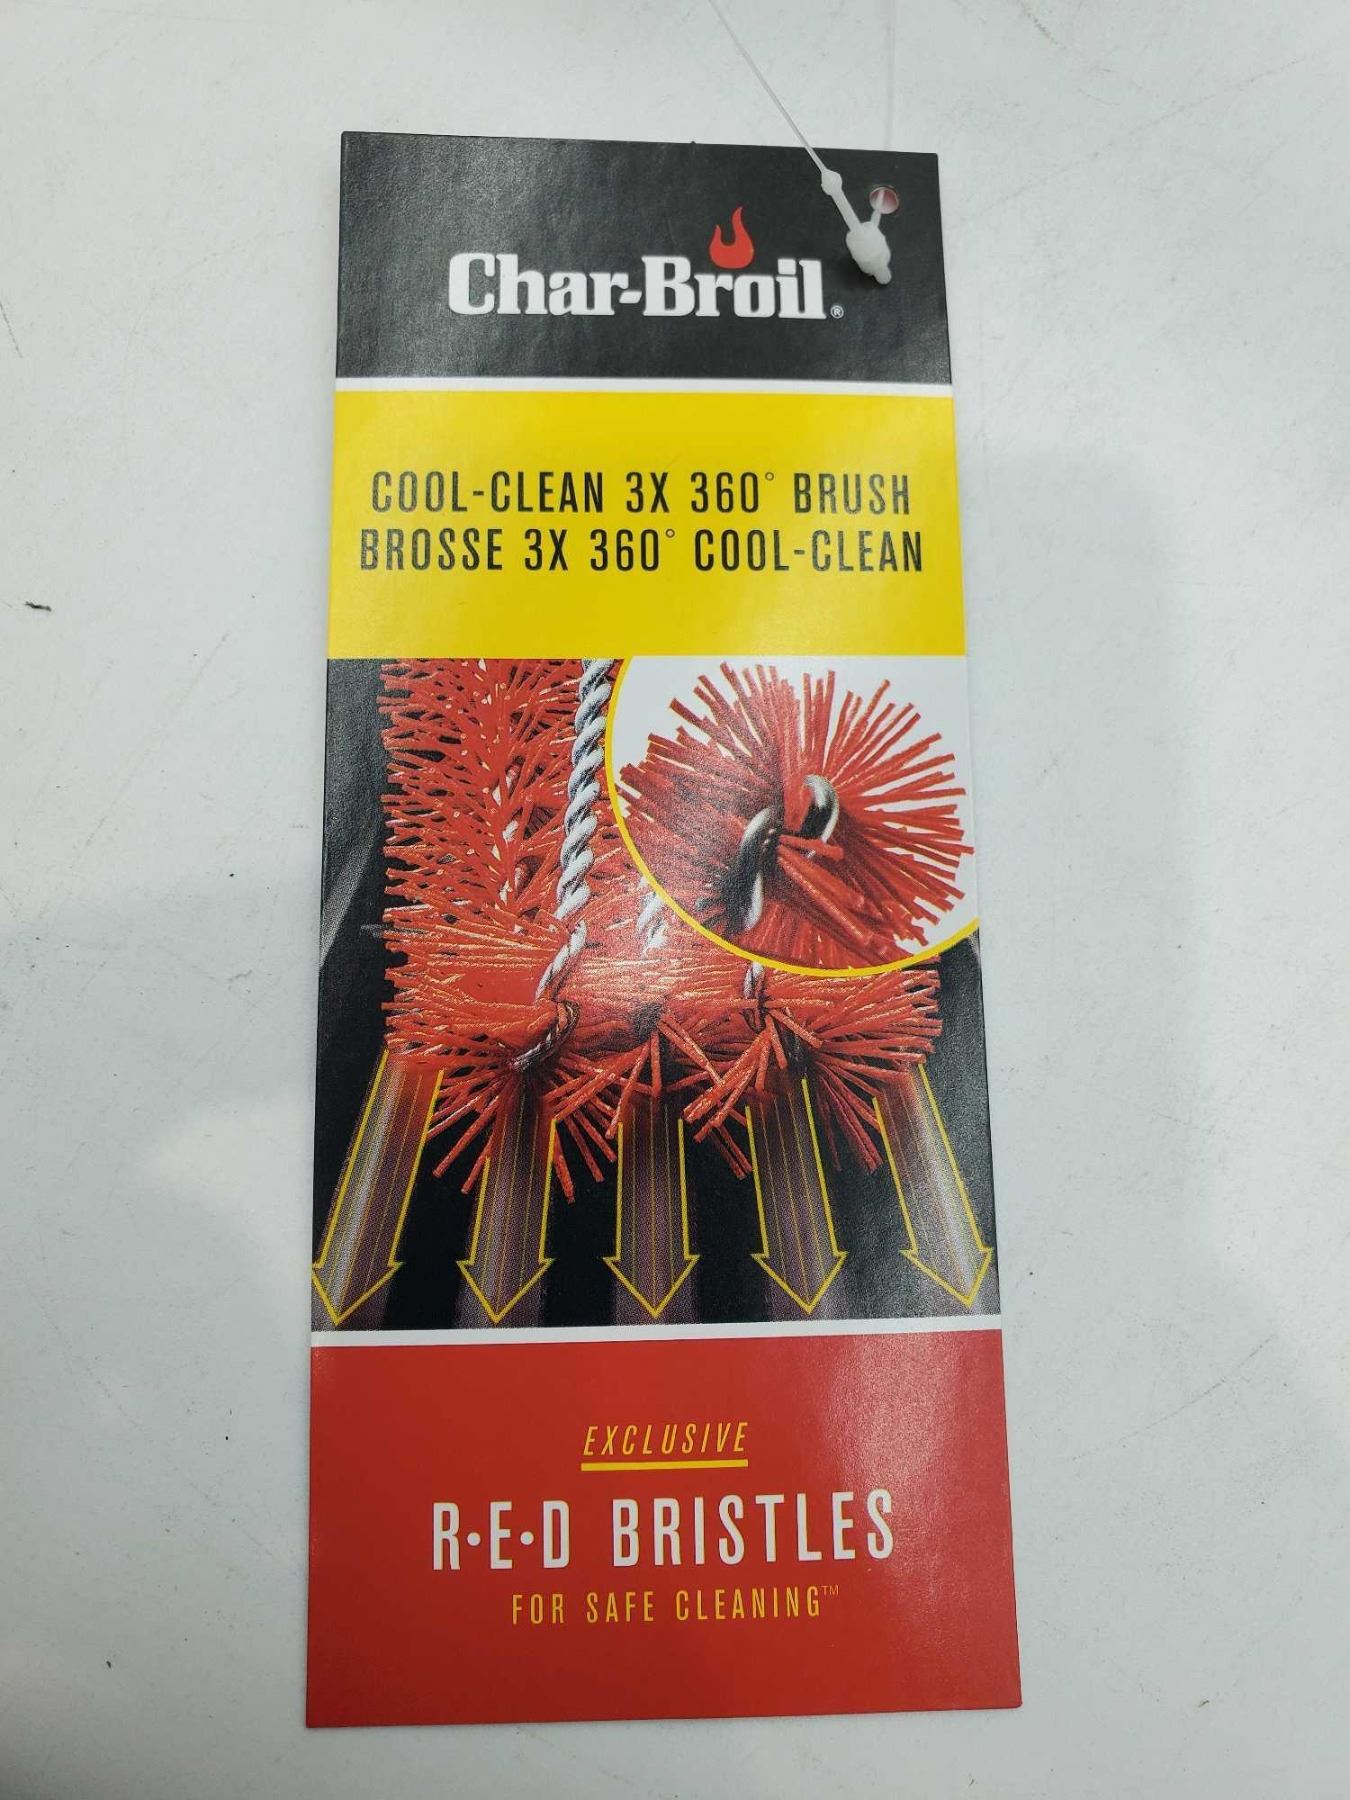 Char-Broil®
COOL-CLEAN 3X 360° BRUSH
BROSSE 3X 360° COOL-CLEAN
EXCLUSIVE
R•E•D BRISTLES
FOR SAFE CLEANING™